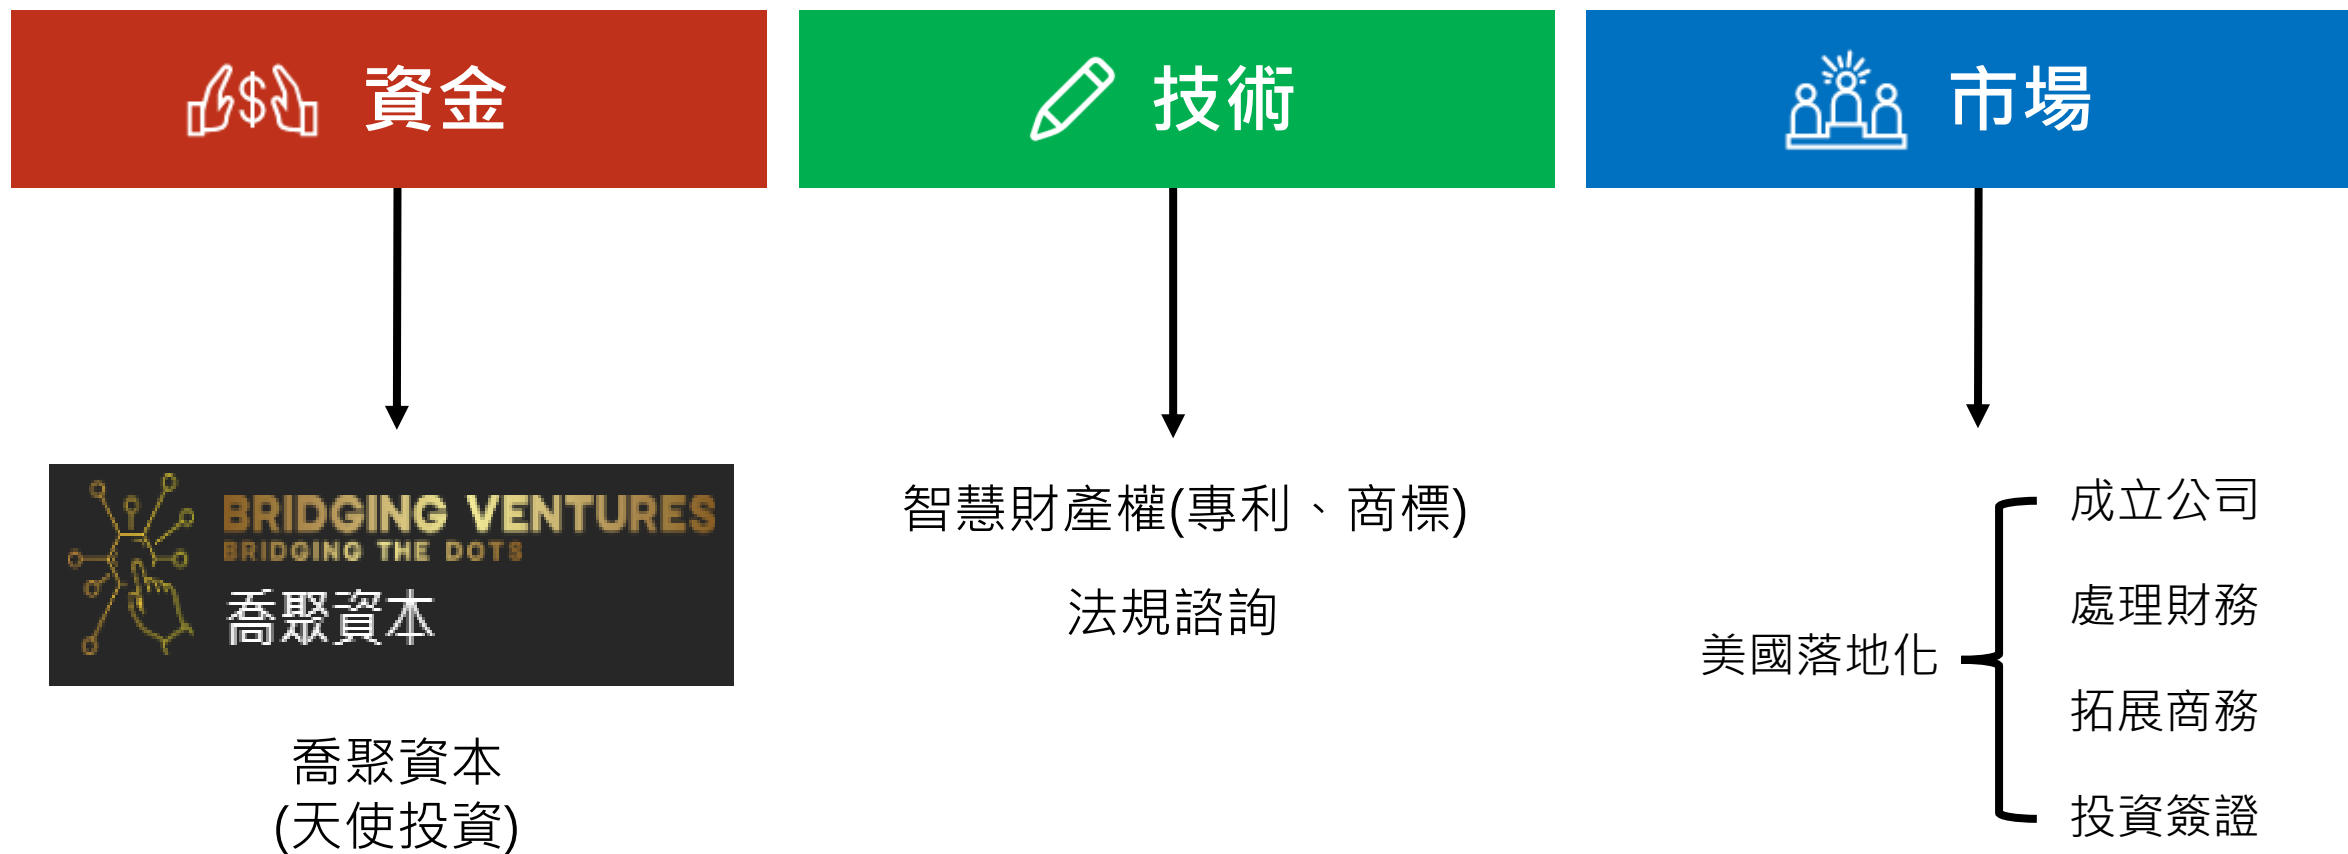 資金
技術
市場
BRIDGING VENTURES
BRIDGING THE DOTS
喬聚資本
喬聚資本
(天使投資)
智慧財產權(專利、商標)
法規諮詢
美國落地化
成立公司
處理財務
拓展商務
投資簽證